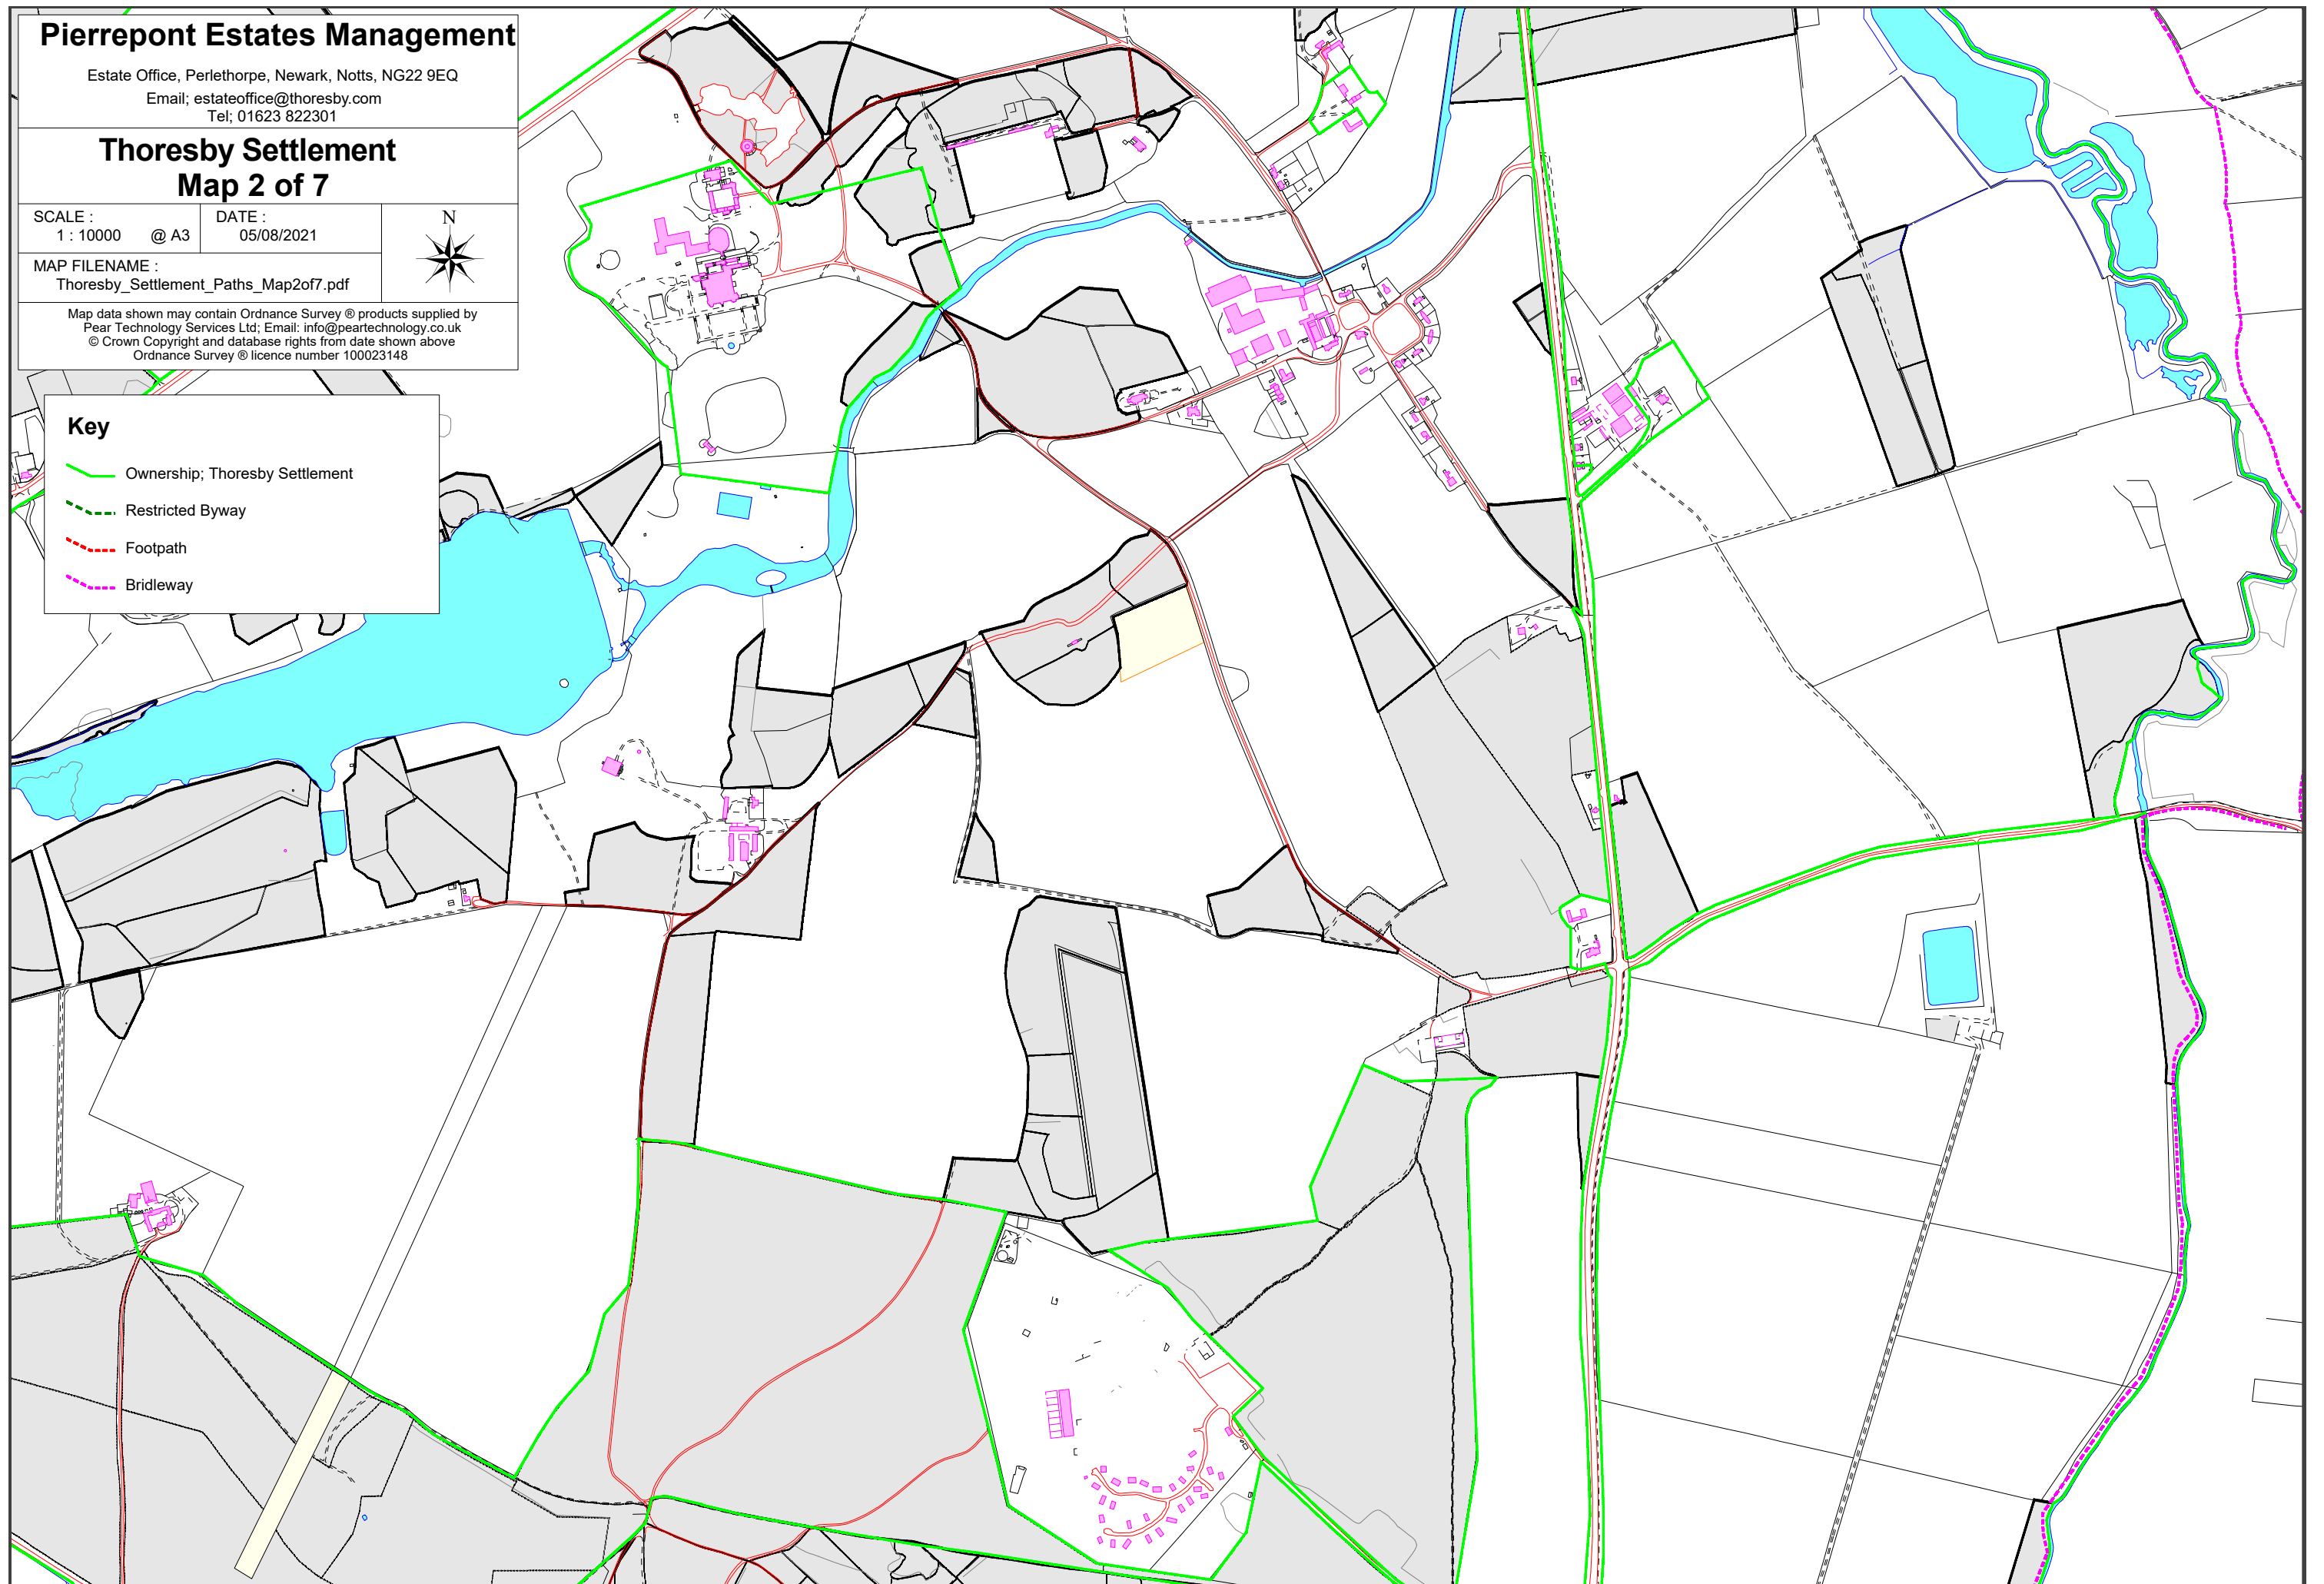 Pierrepont Estates Management
Estate Office, Perlethorpe, Newark, Notts, NG22 9EQ
Email; estateoffice@thoresby.com
Tel; 01623 822301
Thoresby Settlement
Map 2 of 7
SCALE :
1 : 10000 @ A3
DATE :
05/08/2021
N
MAP FILENAME :
Thoresby_Settlement_Paths_Map2of7.pdf
Map data shown may contain Ordnance Survey ® products supplied by
Pear Technology Services Ltd; Email: info@peartechnology.co.uk
© Crown Copyright and database rights from date shown above
Ordnance Survey ® licence number 100023148
Key
Ownership; Thoresby Settlement
Restricted Byway
Footpath
Bridleway